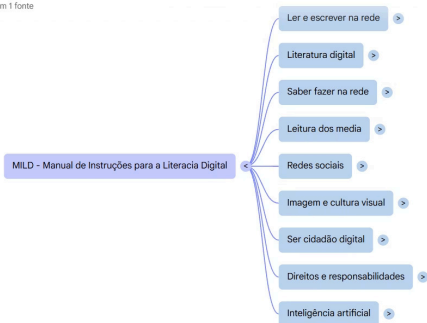 m 1 fonte
Ler e escrever na rede
Literatura digital
Saber fazer na rede
Leitura dos media
MILD - Manual de Instruções para a Literacia Digital
Redes sociais
Imagem e cultura visual
Ser cidadão digital
Direitos e responsabilidades
Inteligência artificial